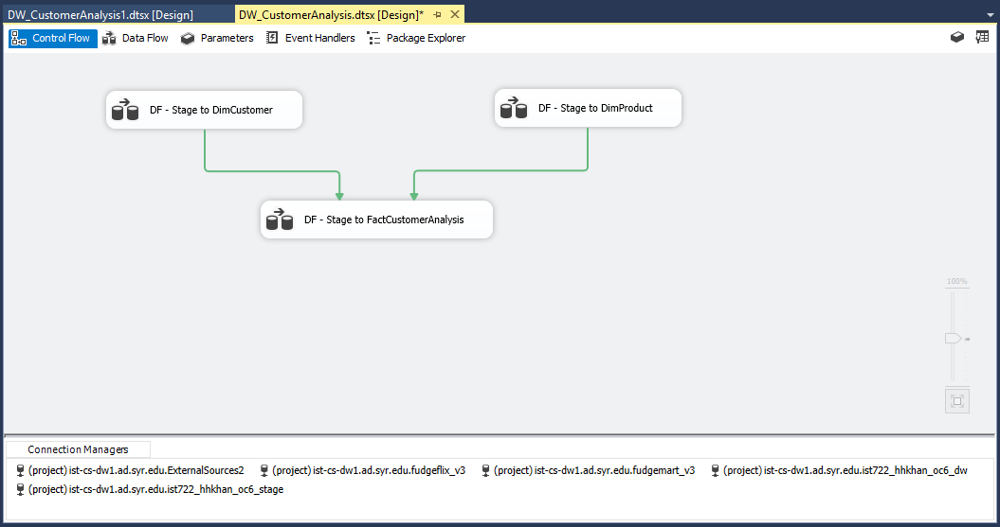 DW_CustomerAnalysis1.dtsx [Design] DW_CustomerAnalysis.dtsx [Design]*
Control Flow Data Flow Parameters Event Handlers Package Explorer
DF - Stage to DimCustomer
DF - Stage to DimProduct
DF - Stage to FactCustomerAnalysis
100%
Connection Managers
(project) ist-cs-dw1.ad.syr.edu.ExternalSources2 (project) ist-cs-dw1.ad.syr.edu.fudgeflix_v3 (project) ist-cs-dw1.ad.syr.edu.fudgemart_v3 (project) ist-cs-dw1.ad.syr.edu.ist722_hhkhan_oc6_dw
(project) ist-cs-dw1.ad.syr.edu.ist722_hhkhan_oc6_stage